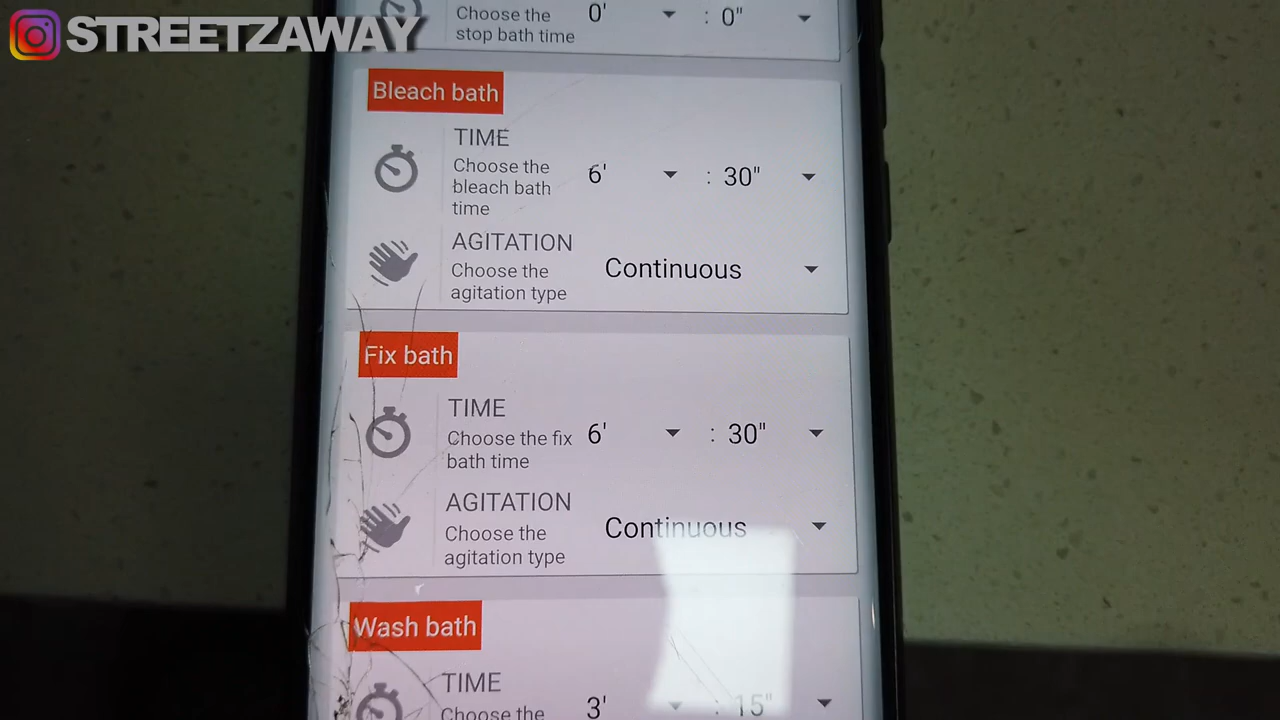 STREETZAWAY
Choose the
stop bath time
0' : 0"
Bleach bath
TIME
Choose the
bleach bath
time
6' : 30"
AGITATION
Choose the
agitation type
Continuous
Fix bath
TIME
Choose the fix
bath time
6' : 30"
AGITATION
Choose the
agitation type
Continuous
Wash bath
TIME
Choose the
3' : 15"